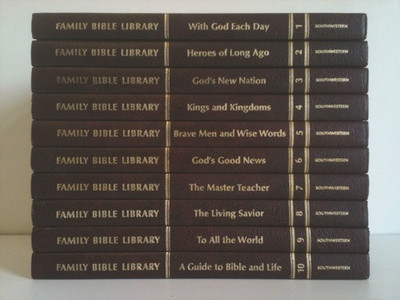 FAMILY BIBLE LIBRARY With God Each Day 1 SOUTHWESTERN
FAMILY BIBLE LIBRARY Heroes of Long Ago 2 SOUTHWESTERN
FAMILY BIBLE LIBRARY God's New Nation 3 SOUTHWESTERN
FAMILY BIBLE LIBRARY Kings and Kingdoms 4 SOUTHWESTERN
FAMILY BIBLE LIBRARY Brave Men and Wise Words 5 SOUTHWESTERN
FAMILY BIBLE LIBRARY God's Good News 6 SOUTHWESTERN
FAMILY BIBLE LIBRARY The Master Teacher 7 SOUTHWESTERN
FAMILY BIBLE LIBRARY The Living Savior 8 SOUTHWESTERN
FAMILY BIBLE LIBRARY To All the World 9 SOUTHWESTERN
FAMILY BIBLE LIBRARY A Guide to Bible and Life 10 SOUTHWESTERN